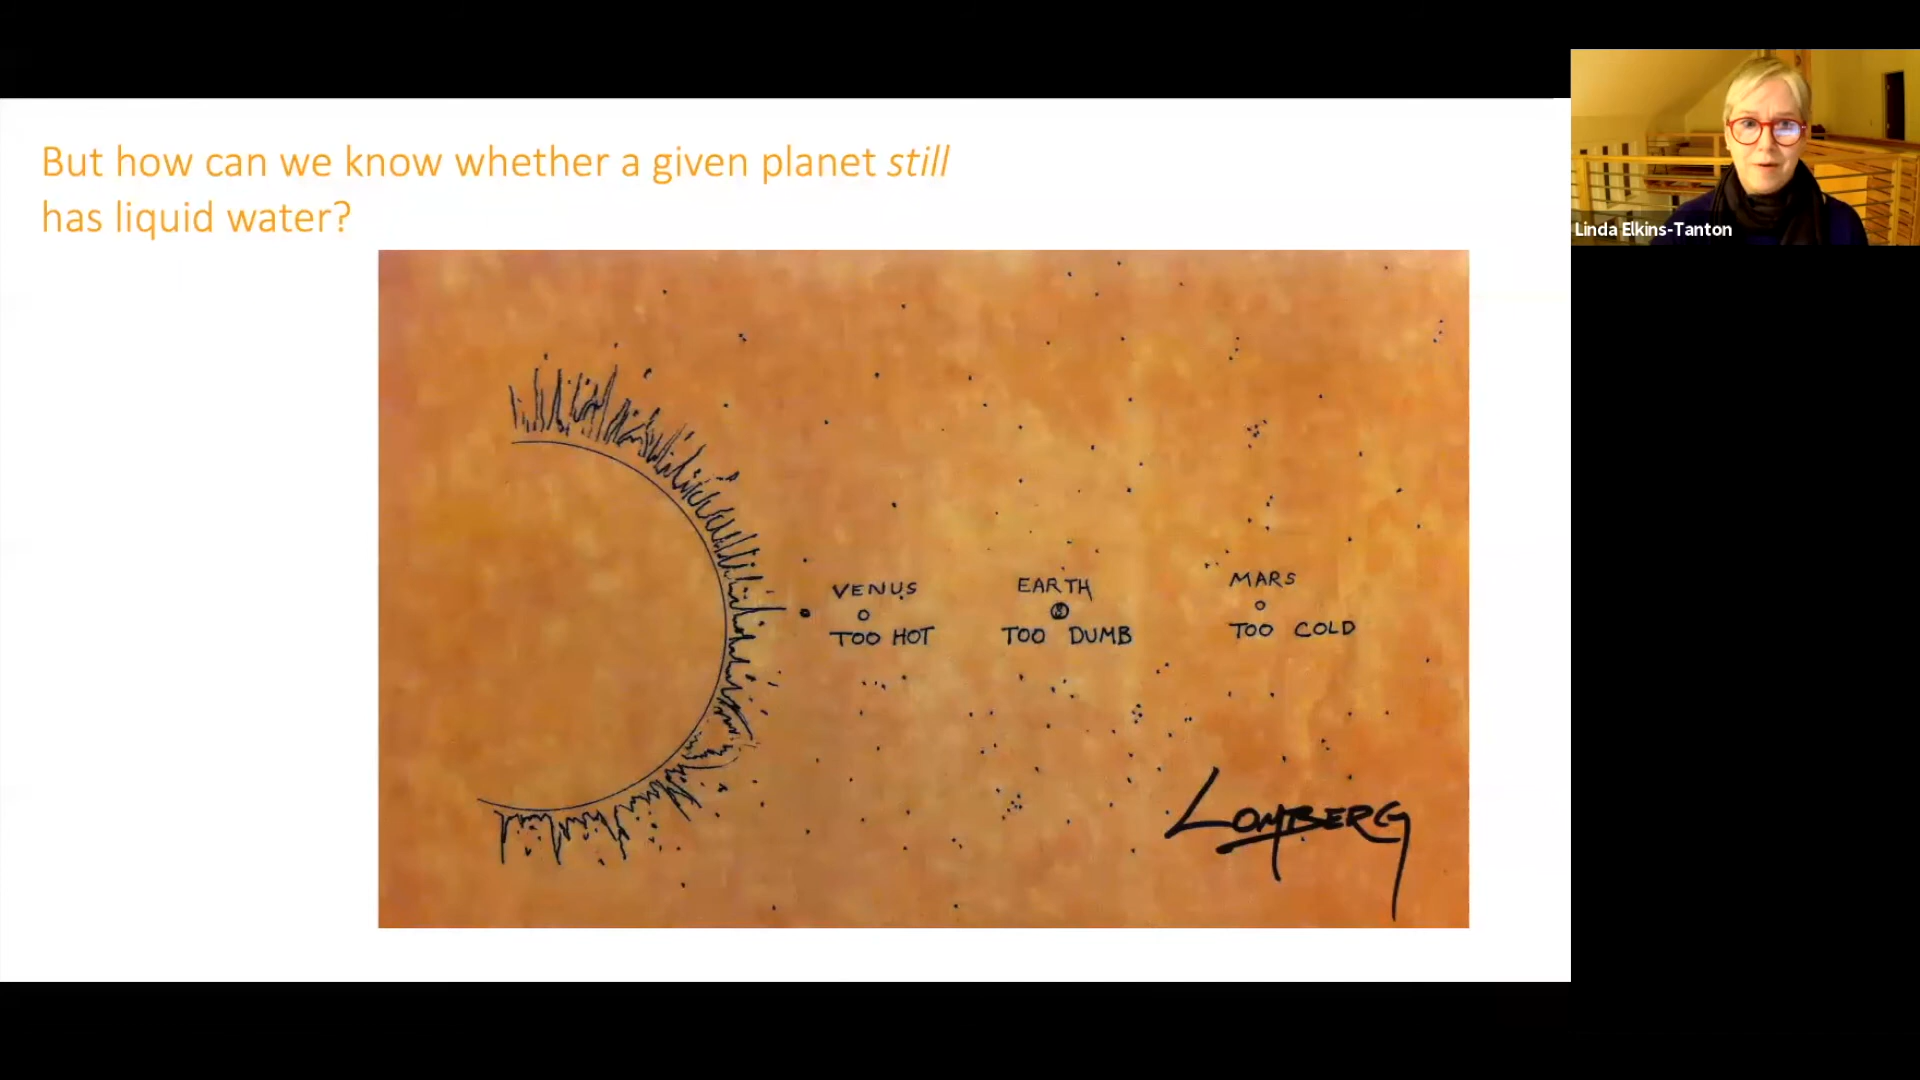 But how can we know whether a given planet still
has liquid water?
Linda Elkins-Tanton
VENUS
TOO HOT
EARTH
TOO DUMB
MARS
TOO COLD
LOMBERG